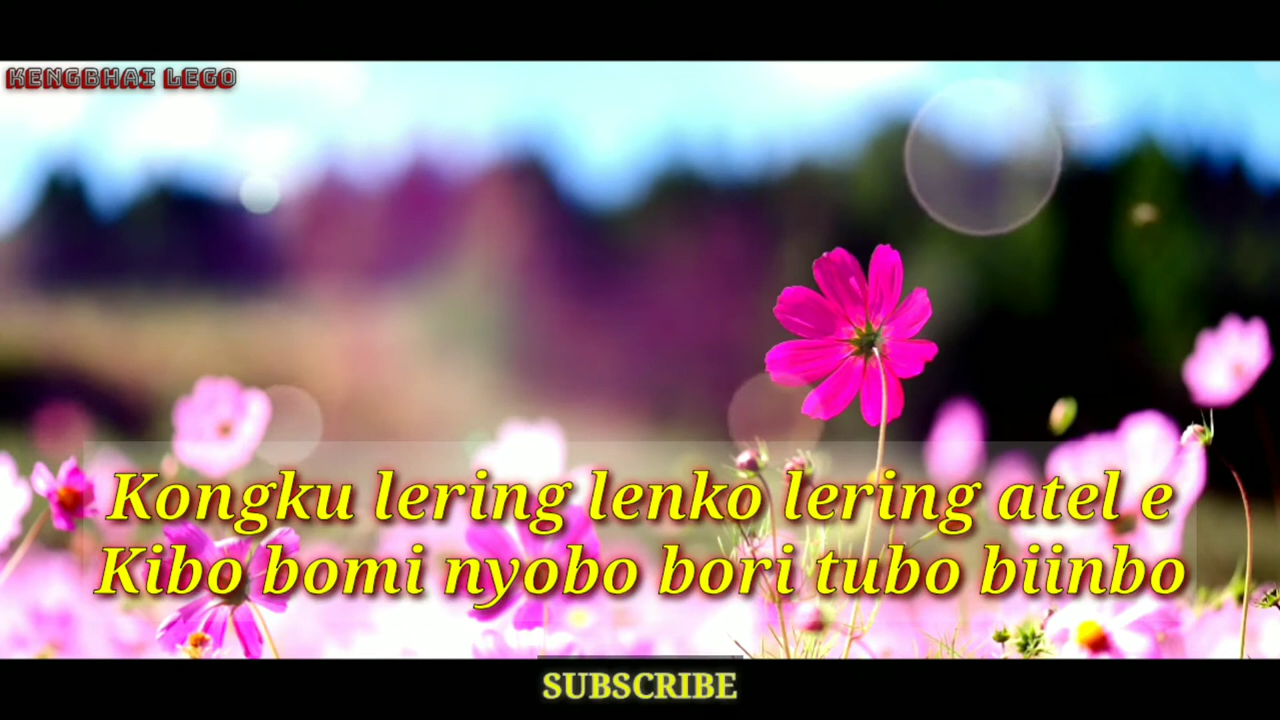 KENGBHAI LEGO
Kongku lering lenko lering atel e
Kibo bomi nyobo bori tubo biinbo
SUBSCRIBE